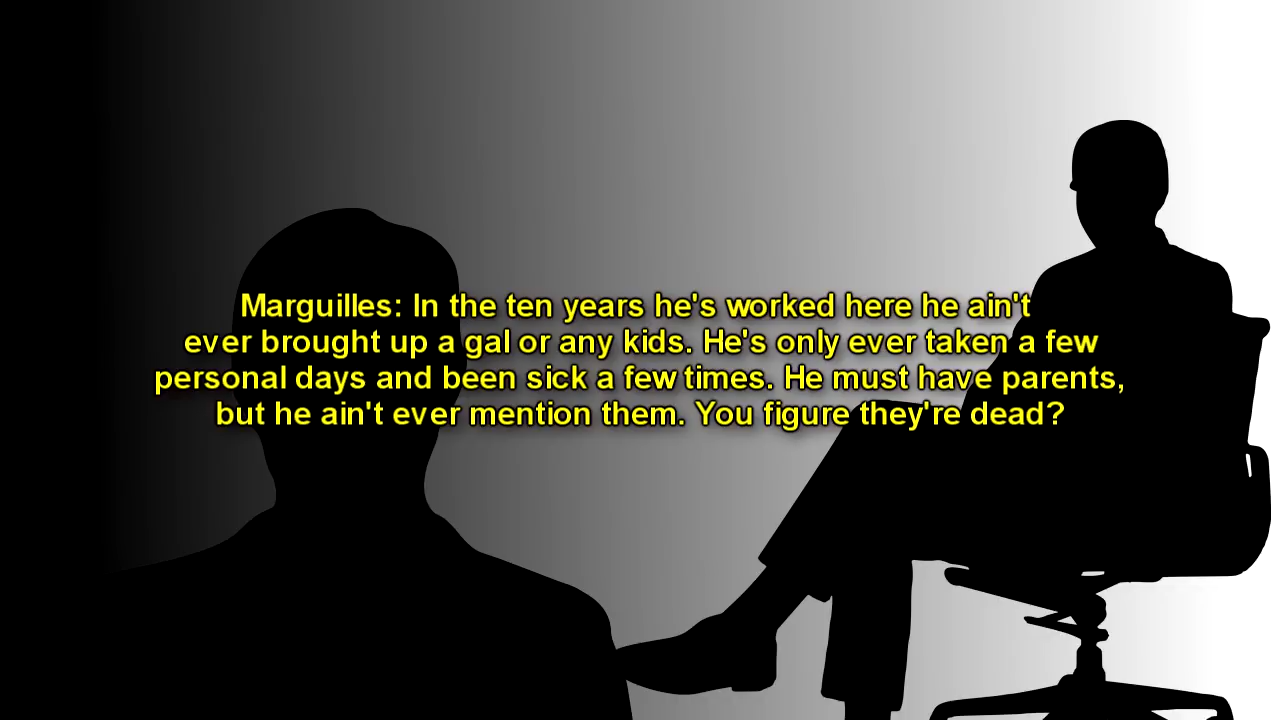 Marguilles: In the ten years he's worked here he ain't
ever brought up a gal or any kids. He's only ever taken a few
personal days and been sick a few times. He must have parents,
but he ain't ever mention them. You figure they're dead?